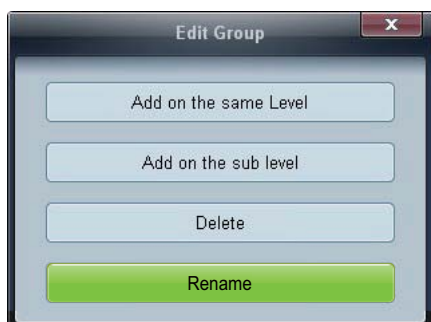 Edit Group
x
Add on the same Level
Add on the sub level
Delete
Rename